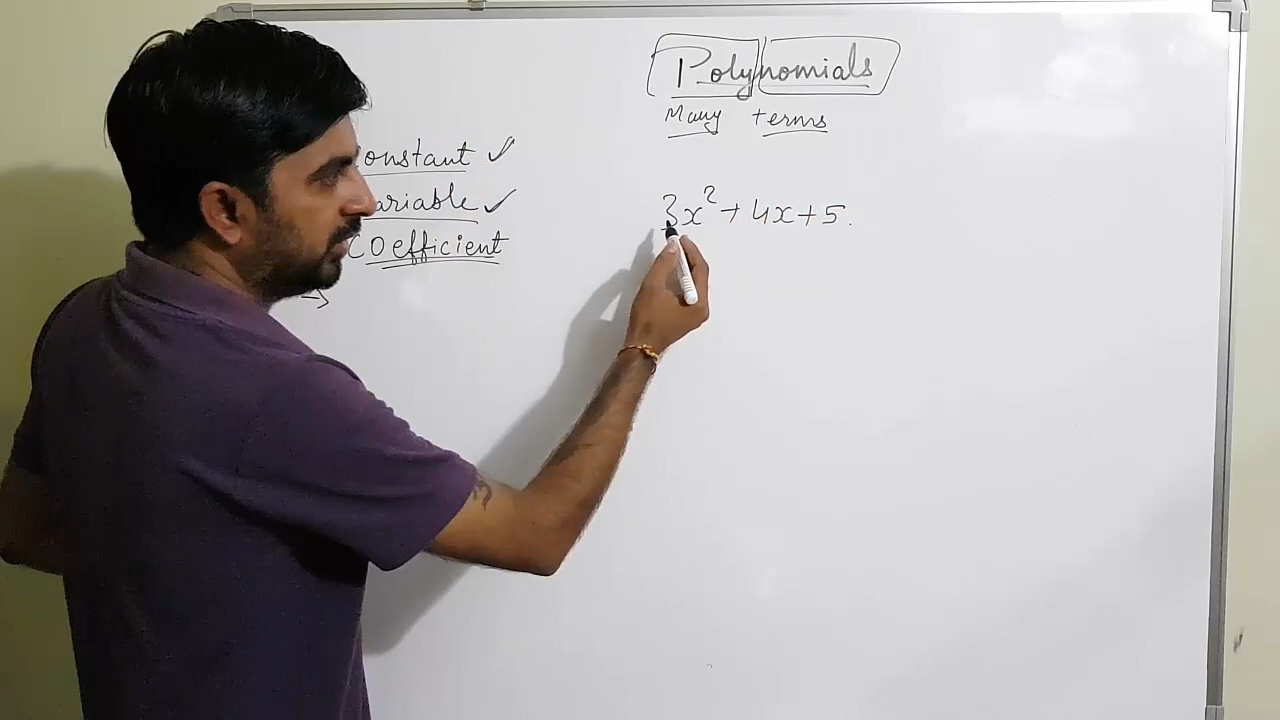 Polynomials
Many terms
onstant ✓
ariable ✓
Coefficient
→
3x² + 4x + 5.